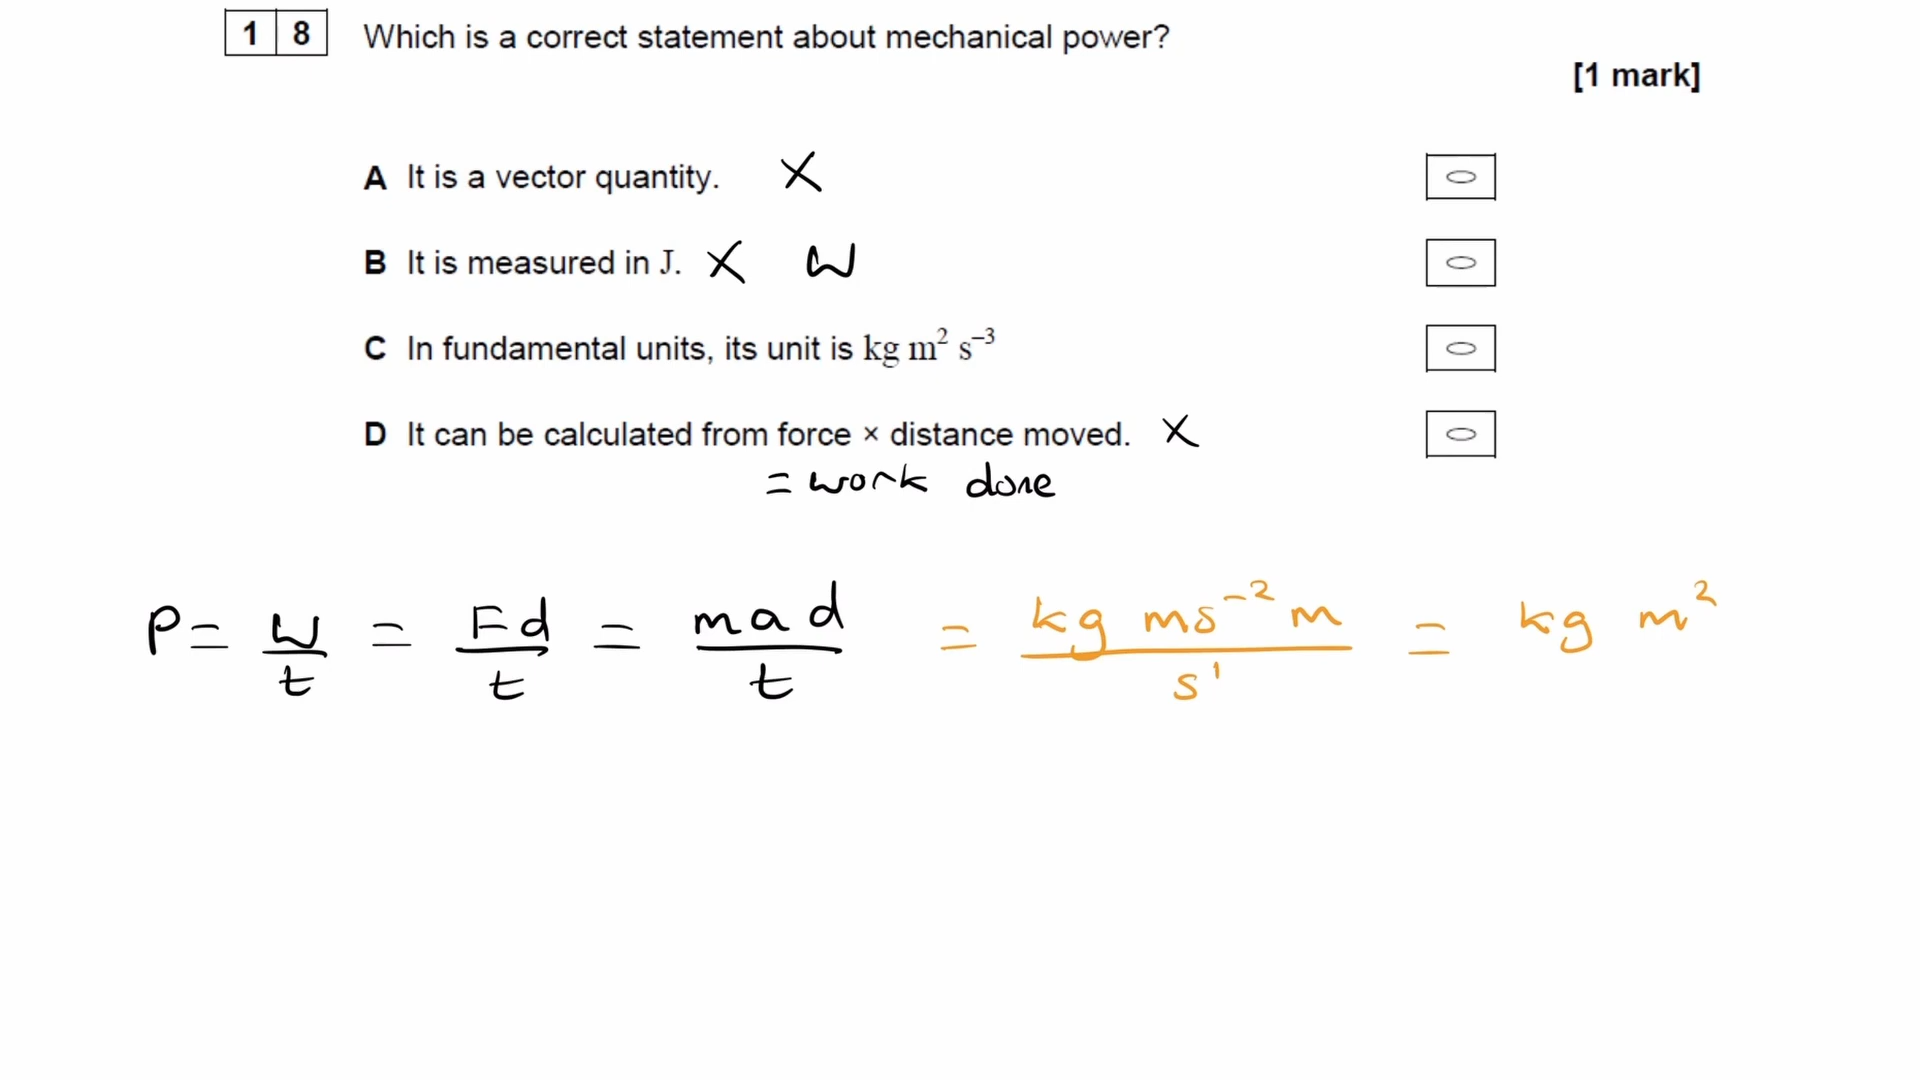 18 Which is a correct statement about mechanical power?
[1 mark]
A It is a vector quantity. X
B It is measured in J. X W
C In fundamental units, its unit is kg m² s⁻³
D It can be calculated from force × distance moved. X
= work done
P = W/t = Fd/t = mad/t = kg ms⁻² m/s¹ = kg m²